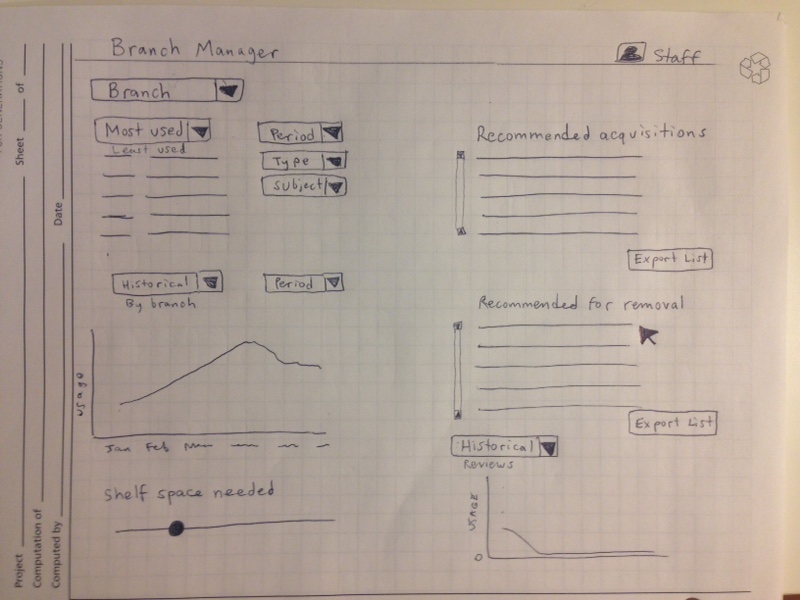 Branch Manager
Staff
Branch
Most used
Least used
Period
Type
Subject
Recommended acquisitions
Export List
Historical
By branch
Period
Usage
Jan Feb
Shelf space needed
Recommended for removal
Export List
Historical
Reviews
USAGE
0
Project
Sheet
of
Computation of
Computed by
Date